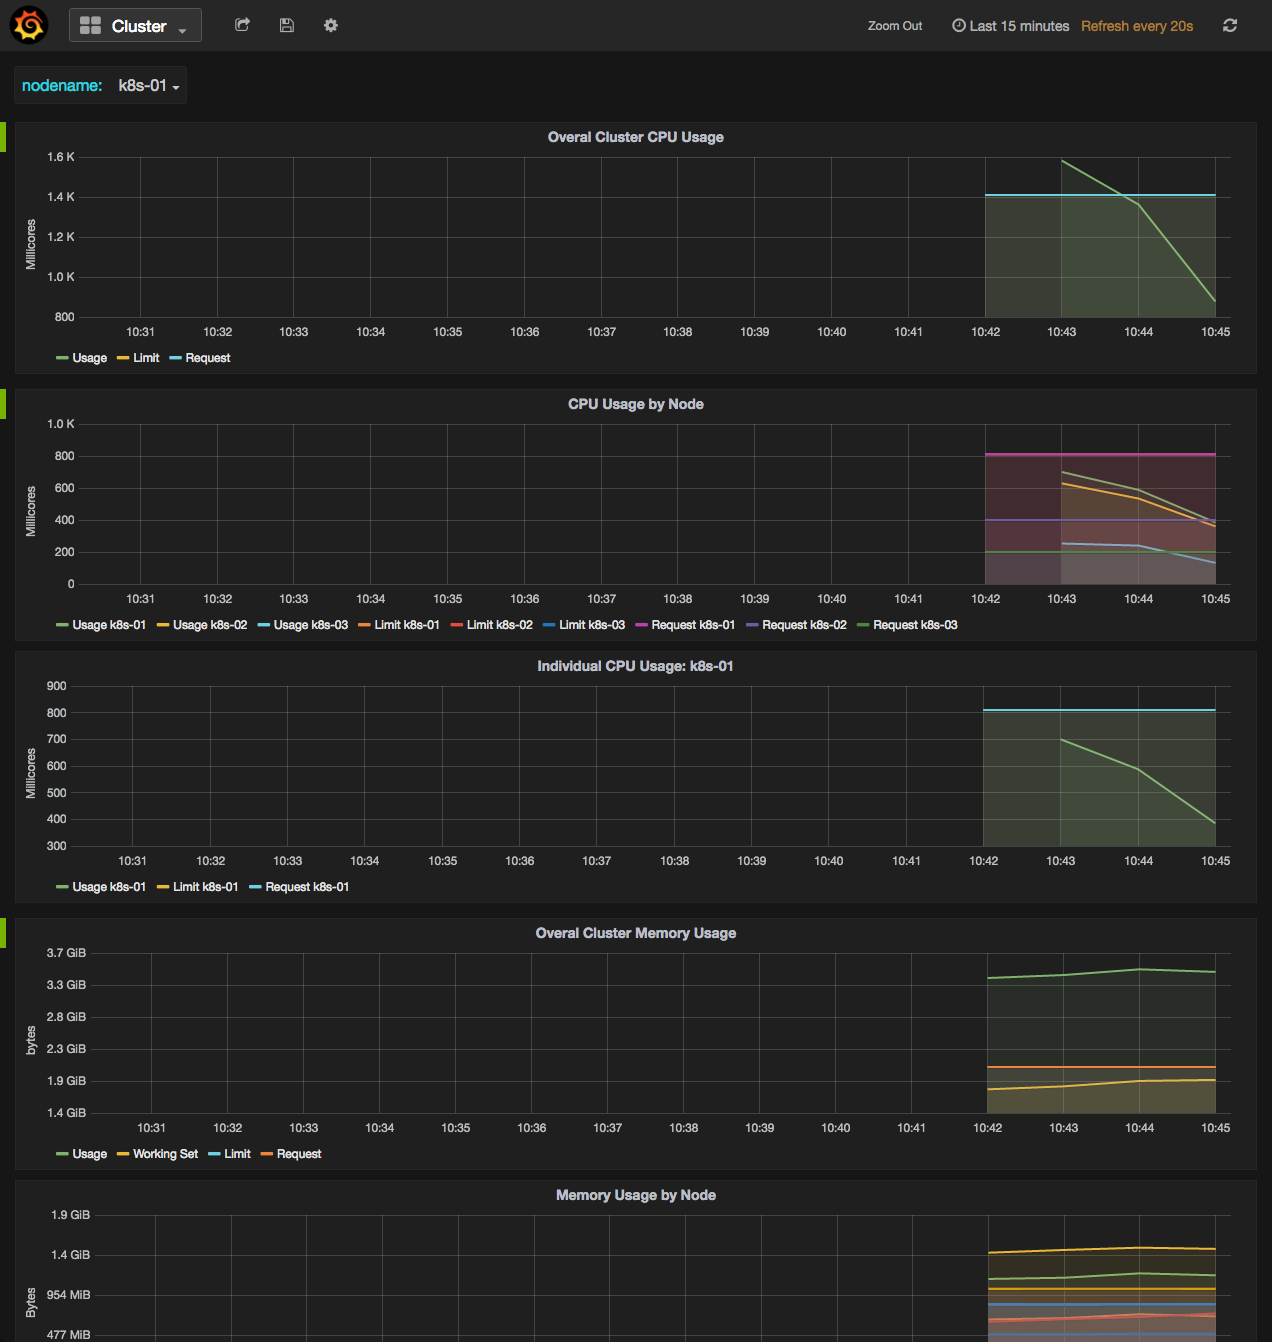 Cluster
Zoom Out Last 15 minutes Refresh every 20s
nodename: k8s-01
Overal Cluster CPU Usage
1.6 K
1.4 K
1.2 K
1.0 K
800
Millicores
10:31 10:32 10:33 10:34 10:35 10:36 10:37 10:38 10:39 10:40 10:41 10:42 10:43 10:44 10:45
Usage Limit Request
CPU Usage by Node
1.0 K
800
600
400
200
0
Millicores
10:31 10:32 10:33 10:34 10:35 10:36 10:37 10:38 10:39 10:40 10:41 10:42 10:43 10:44 10:45
Usage k8s-01 Usage k8s-02 Usage k8s-03 Limit k8s-01 Limit k8s-02 Limit k8s-03 Request k8s-01 Request k8s-02 Request k8s-03
Individual CPU Usage: k8s-01
900
800
700
600
500
400
300
Millicores
10:31 10:32 10:33 10:34 10:35 10:36 10:37 10:38 10:39 10:40 10:41 10:42 10:43 10:44 10:45
Usage k8s-01 Limit k8s-01 Request k8s-01
Overal Cluster Memory Usage
3.7 GiB
3.3 GiB
2.8 GiB
2.3 GiB
1.9 GiB
1.4 GiB
bytes
10:31 10:32 10:33 10:34 10:35 10:36 10:37 10:38 10:39 10:40 10:41 10:42 10:43 10:44 10:45
Usage Working Set Limit Request
Memory Usage by Node
1.9 GiB
1.4 GiB
954 MiB
477 MiB
Bytes